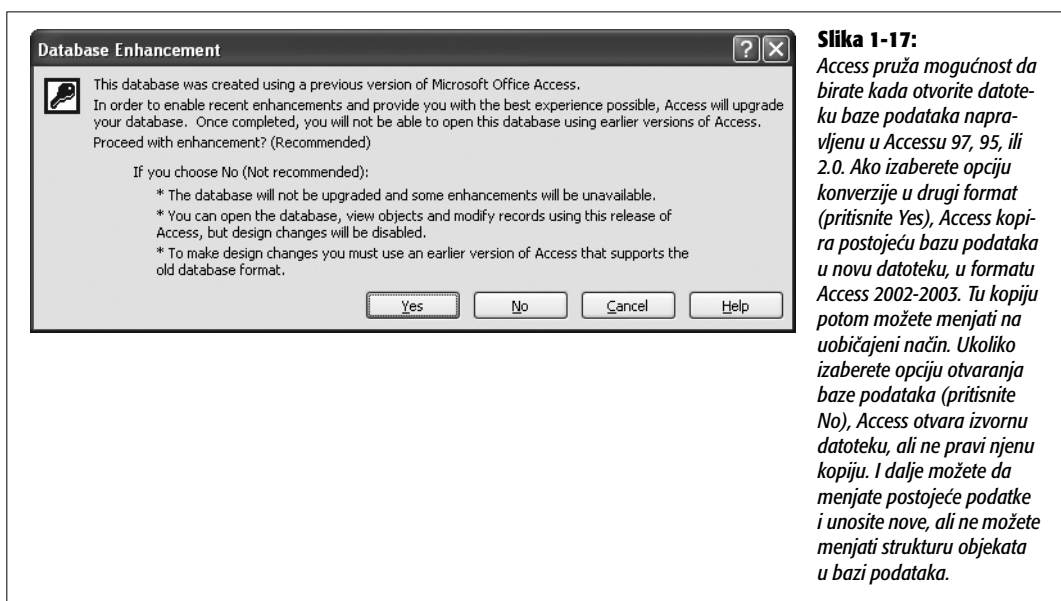 Database Enhancement
This database was created using a previous version of Microsoft Office Access.
In order to enable recent enhancements and provide you with the best experience possible, Access will upgrade
your database. Once completed, you will not be able to open this database using earlier versions of Access.
Proceed with enhancement? (Recommended)
If you choose No (Not recommended):
* The database will not be upgraded and some enhancements will be unavailable.
* You can open the database, view objects and modify records using this release of
Access, but design changes will be disabled.
* To make design changes you must use an earlier version of Access that supports the
old database format.
Yes No Cancel Help
Slika 1-17:
Access pruža mogućnost da
birate kada otvorite datote-
ku baze podataka napra-
vljenu u Accessu 97, 95, ili
2.0. Ako izaberete opciju
konverzije u drugi format
(pritisnite Yes), Access kopi-
ra postojeću bazu podataka
u novu datoteku, u formatu
Access 2002-2003. Tu kopiju
potom možete menjati na
uobičajeni način. Ukoliko
izaberete opciju otvaranja
baze podataka (pritisnite
No), Access otvara izvornu
datoteku, ali ne pravi njenu
kopiju. I dalje možete da
menjate postojeće podatke
i unosite nove, ali ne možete
menjati strukturu objekata
u bazi podataka.